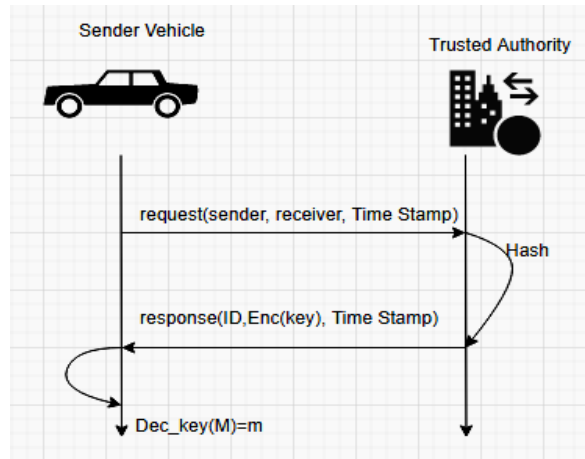 Sender Vehicle
Trusted Authority
request(sender, receiver, Time Stamp)
Hash
response(ID,Enc(key), Time Stamp)
Dec_key(M)=m